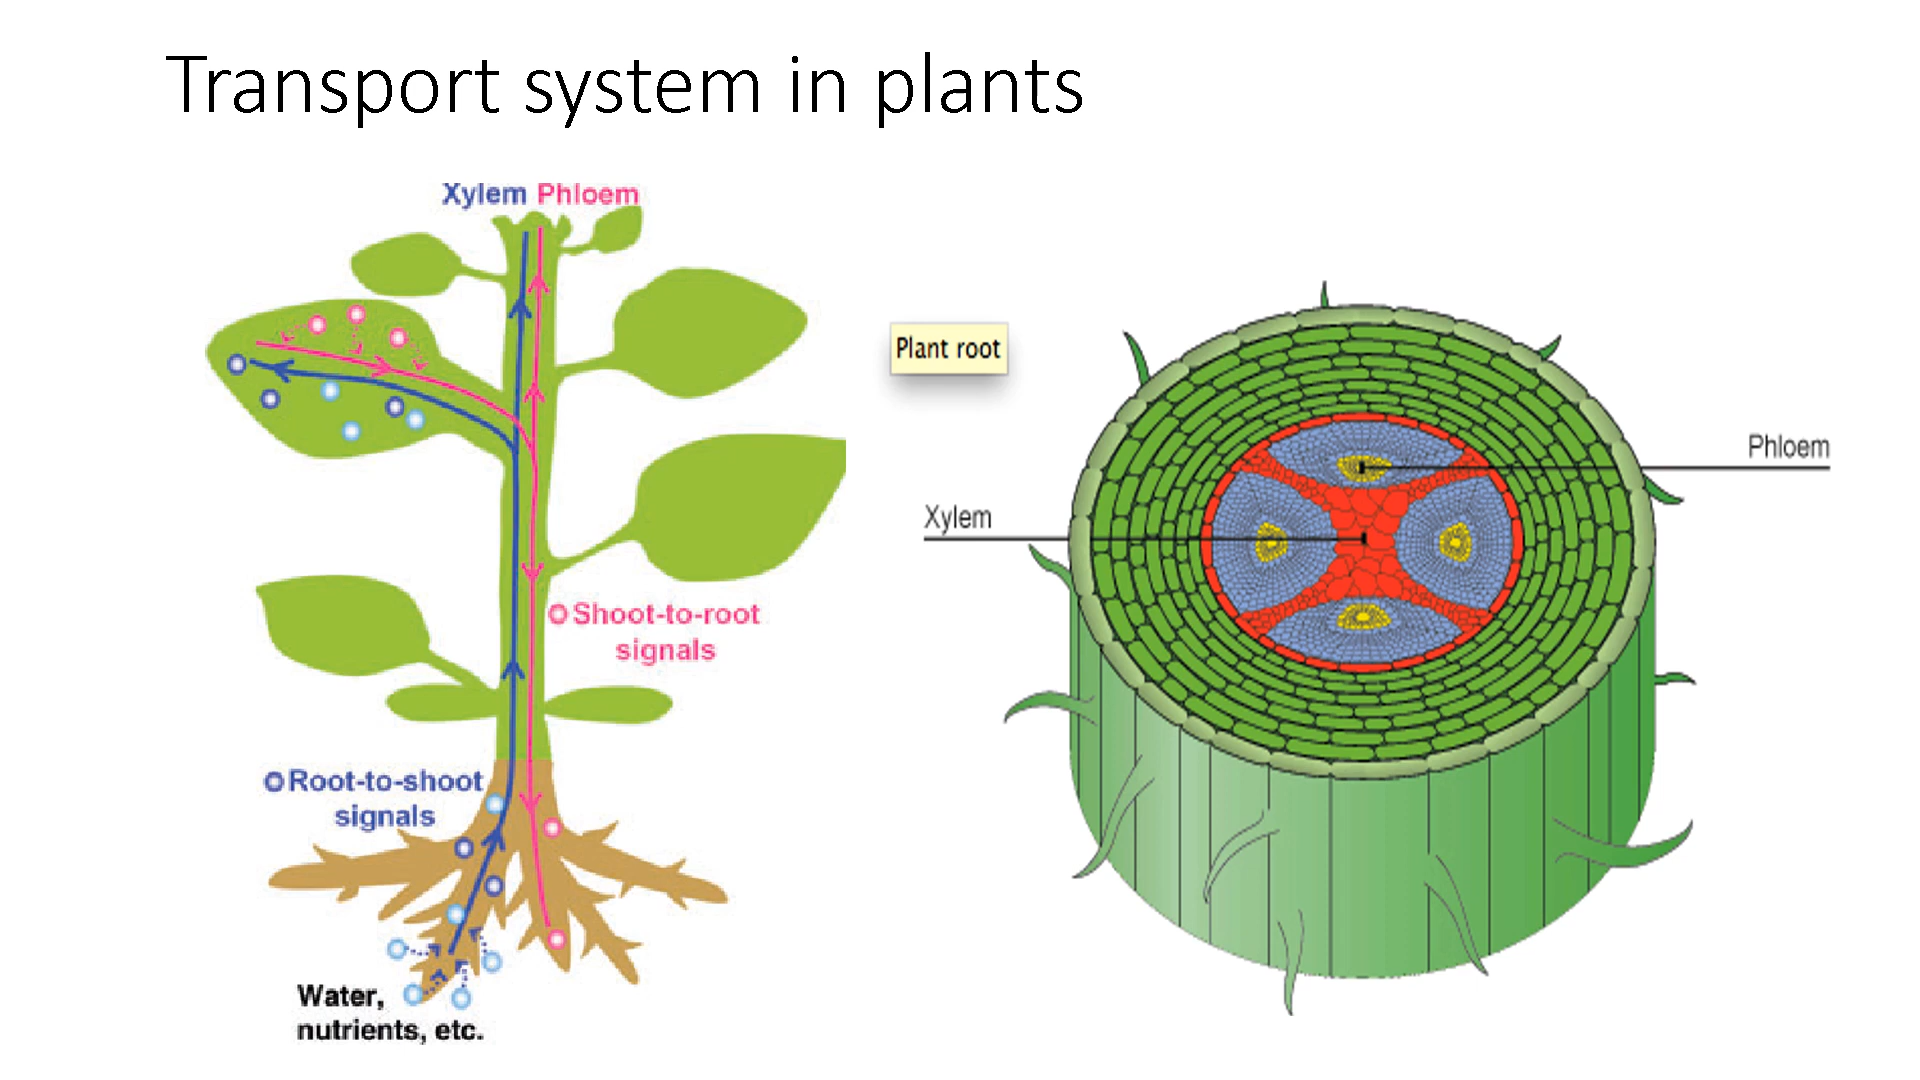 Transport system in plants
Xylem Phloem
Shoot-to-root
signals
Root-to-shoot
signals
Water,
nutrients, etc.
Plant root
Phloem
Xylem